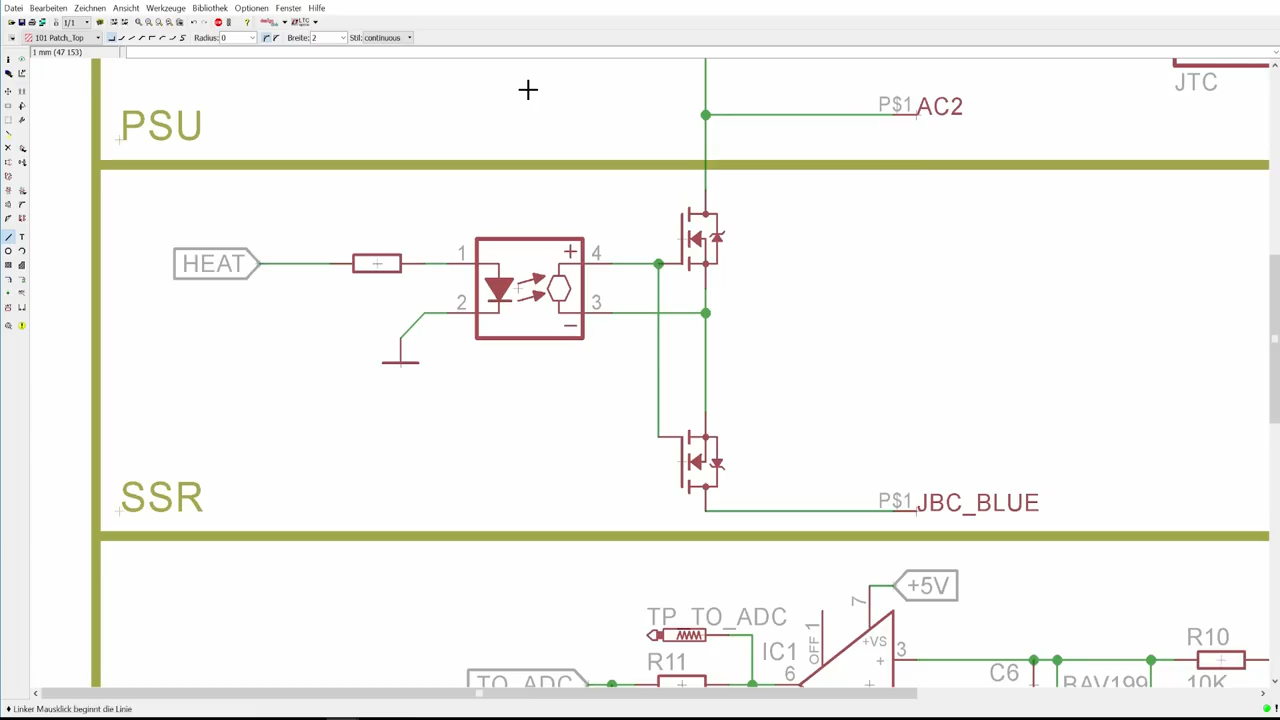 Datei Bearbeiten Zeichnen Ansicht Werkzeuge Bibliothek Optionen Fenster Hilfe
1/1
101 Patch_Top Radius: 0 Breite: 2 Stil: continuous
1 mm (47 153)
JTC
P$1 AC2
PSU
HEAT
1
2
+
−
4
3
SSR
P$1 JBC_BLUE
+5V
7
TP_TO_ADC
OFF 1
+VS
3
+
IC1
6
R11
R10
C6
TO_ADC
BAV199
10K
Linker Mausklick beginnt die Linie